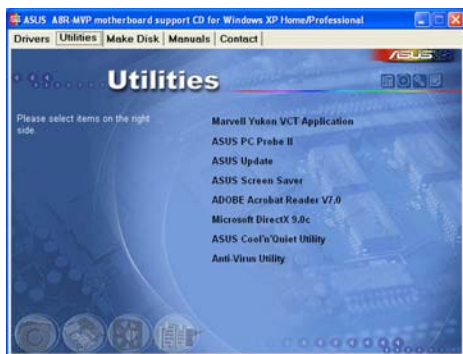 ASUS A8R-MVP motherboard support CD for Windows XP Home/Professional
Drivers Utilities Make Disk Manuals Contact
ASUS
Utilities
Please select items on the right
side.
Marvell Yukon VCT Application
ASUS PC Probe II
ASUS Update
ASUS Screen Saver
ADOBE Acrobat Reader V7.0
Microsoft DirectX 9.0c
ASUS Cool'n'Quiet Utility
Anti-Virus Utility